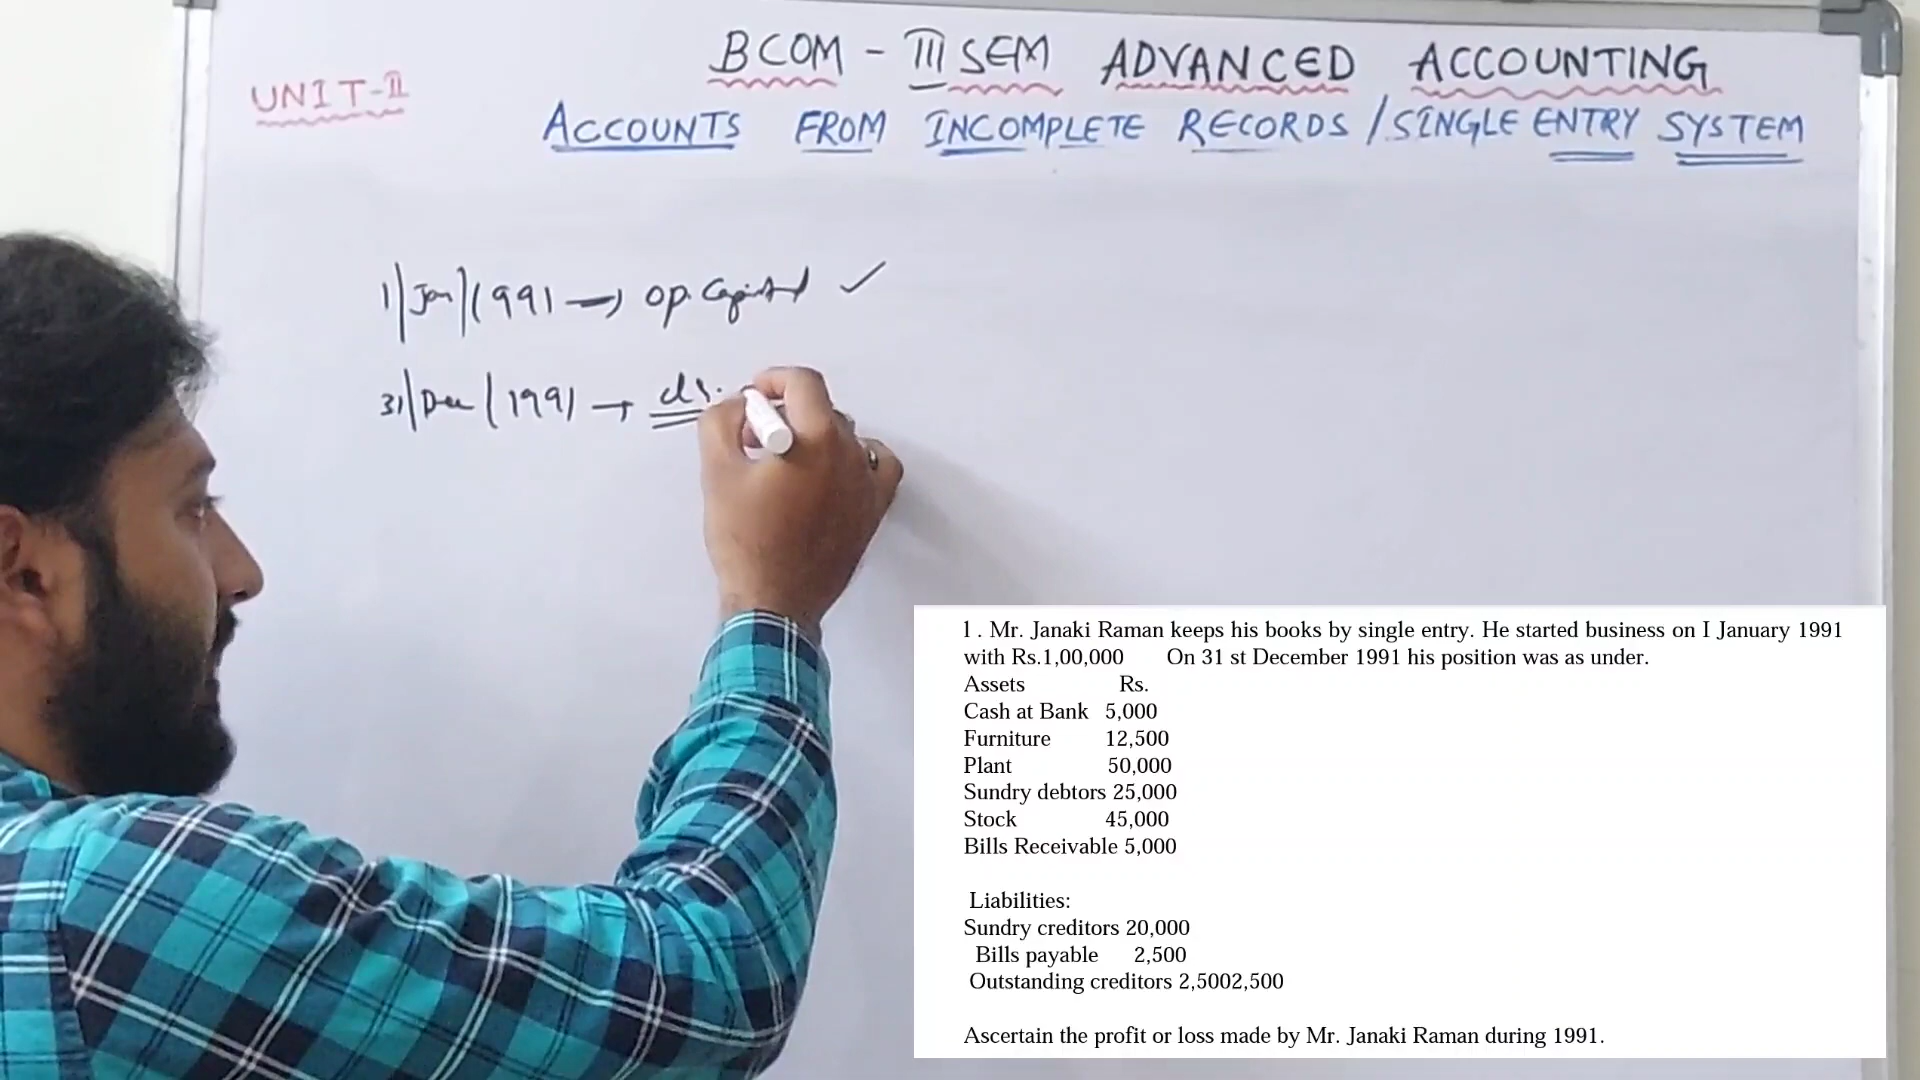 BCOM - III SEM ADVANCED ACCOUNTING
UNIT-II
ACCOUNTS FROM INCOMPLETE RECORDS / SINGLE ENTRY SYSTEM
1/Jan/1991 → op. Capital ✓
31/Dec/1991 → cls.
1 . Mr. Janaki Raman keeps his books by single entry. He started business on I January 1991
with Rs.1,00,000 On 31 st December 1991 his position was as under.
Assets Rs.
Cash at Bank 5,000
Furniture 12,500
Plant 50,000
Sundry debtors 25,000
Stock 45,000
Bills Receivable 5,000
Liabilities:
Sundry creditors 20,000
Bills payable 2,500
Outstanding creditors 2,5002,500
Ascertain the profit or loss made by Mr. Janaki Raman during 1991.